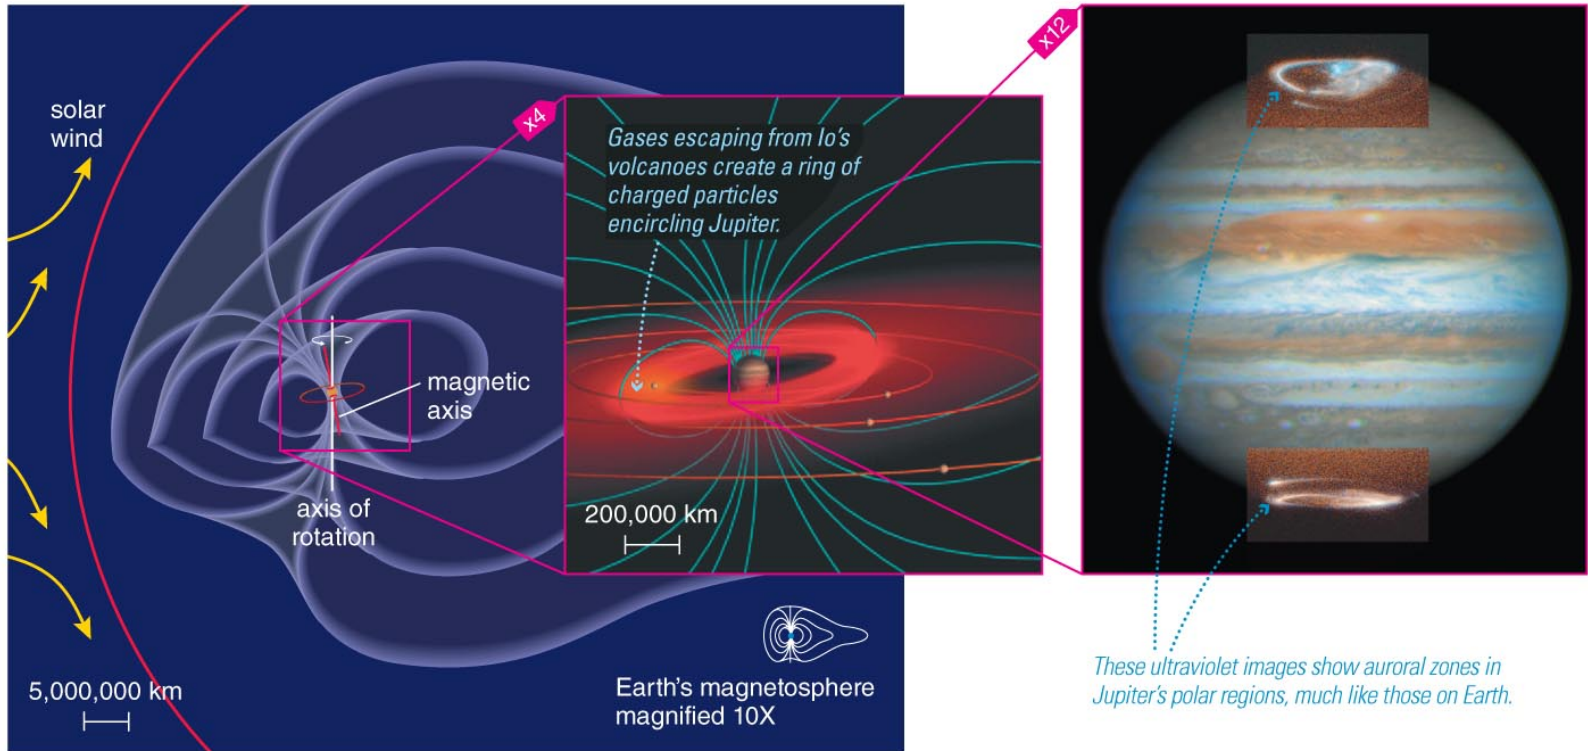 solar
wind
magnetic
axis
axis of
rotation
5,000,000 km
Earth's magnetosphere
magnified 10X
x4
Gases escaping from Io's
volcanoes create a ring of
charged particles
encircling Jupiter.
200,000 km
x12
These ultraviolet images show auroral zones in
Jupiter's polar regions, much like those on Earth.